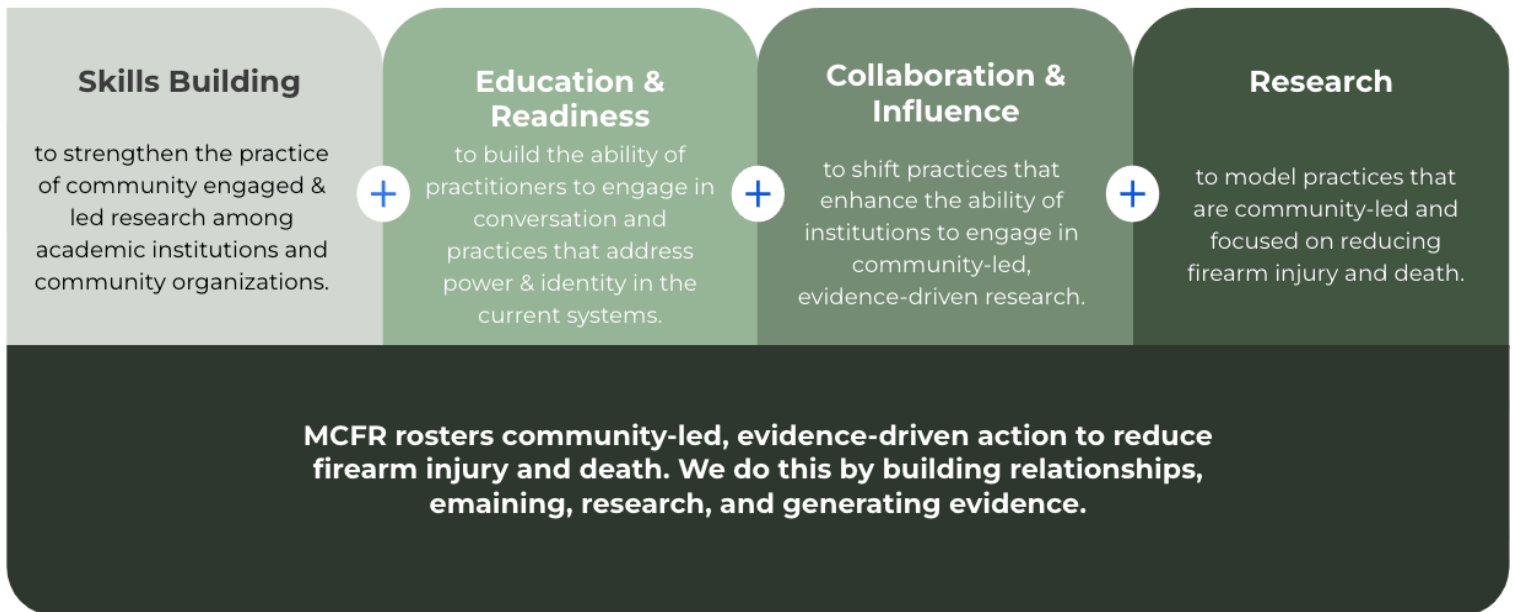 Skills Building
to strengthen the practice
of community engaged &
led research among
academic institutions and
community organizations.
+
Education &
Readiness
to build the ability of
practitioners to engage in
conversation and
practices that address
power & identity in the
current systems.
+
Collaboration &
Influence
to shift practices that
enhance the ability of
institutions to engage in
community-led,
evidence-driven research.
+
Research
to model practices that
are community-led and
focused on reducing
firearm injury and death.
MCFR rosters community-led, evidence-driven action to reduce
firearm injury and death. We do this by building relationships,
emaining, research, and generating evidence.